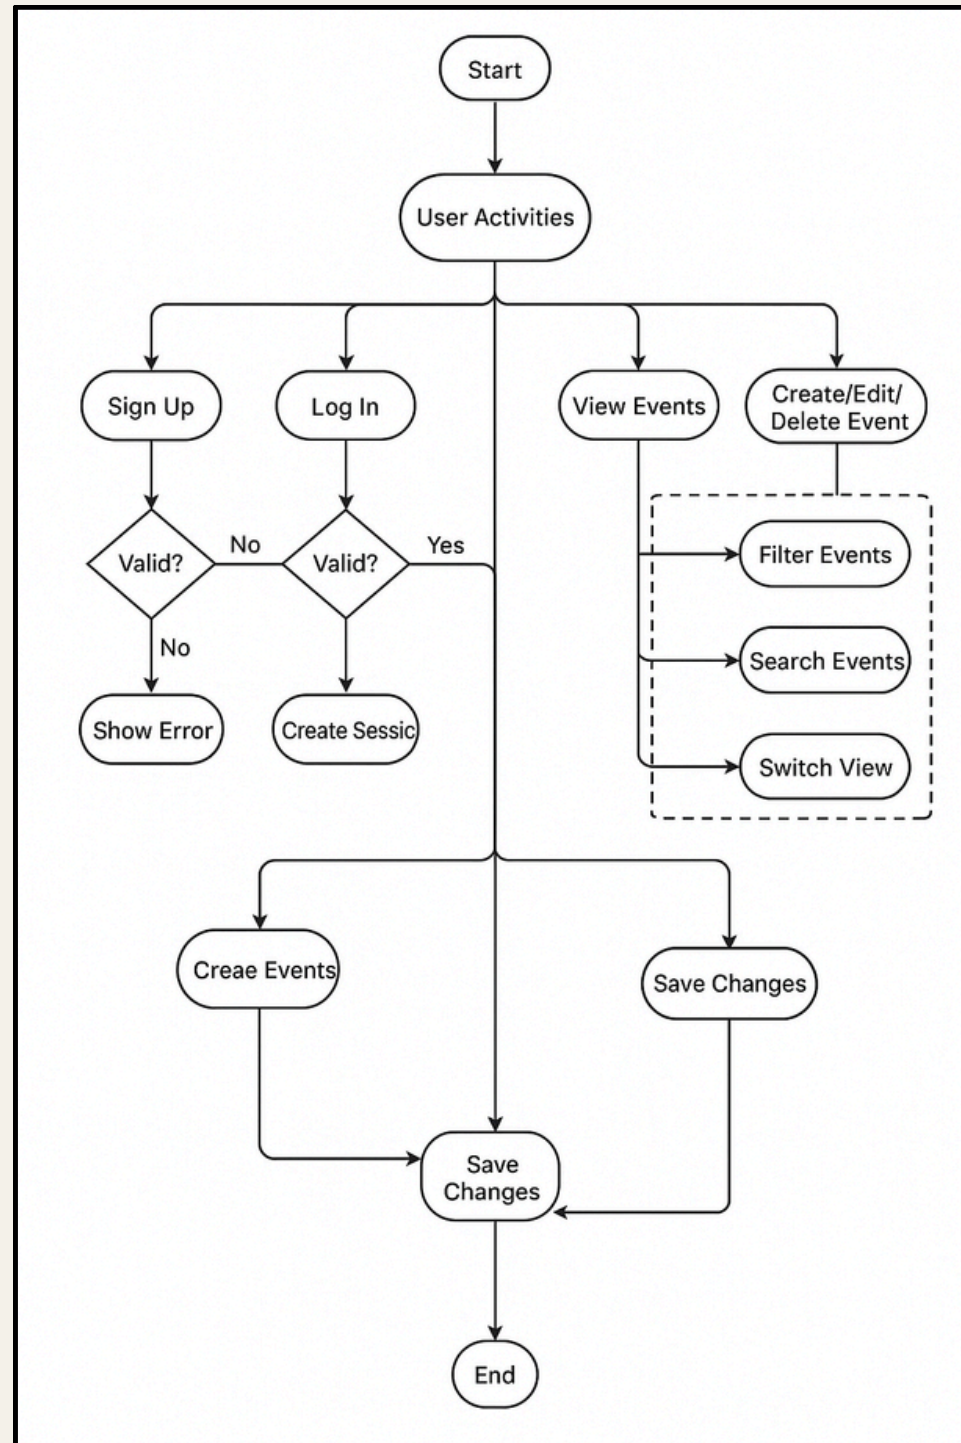 Start
User Activities
Sign Up
Log In
View Events
Create/Edit/
Delete Event
Valid?
No
Valid?
Yes
Filter Events
No
Search Events
Show Error
Create Sessic
Switch View
Creae Events
Save Changes
Save
Changes
End